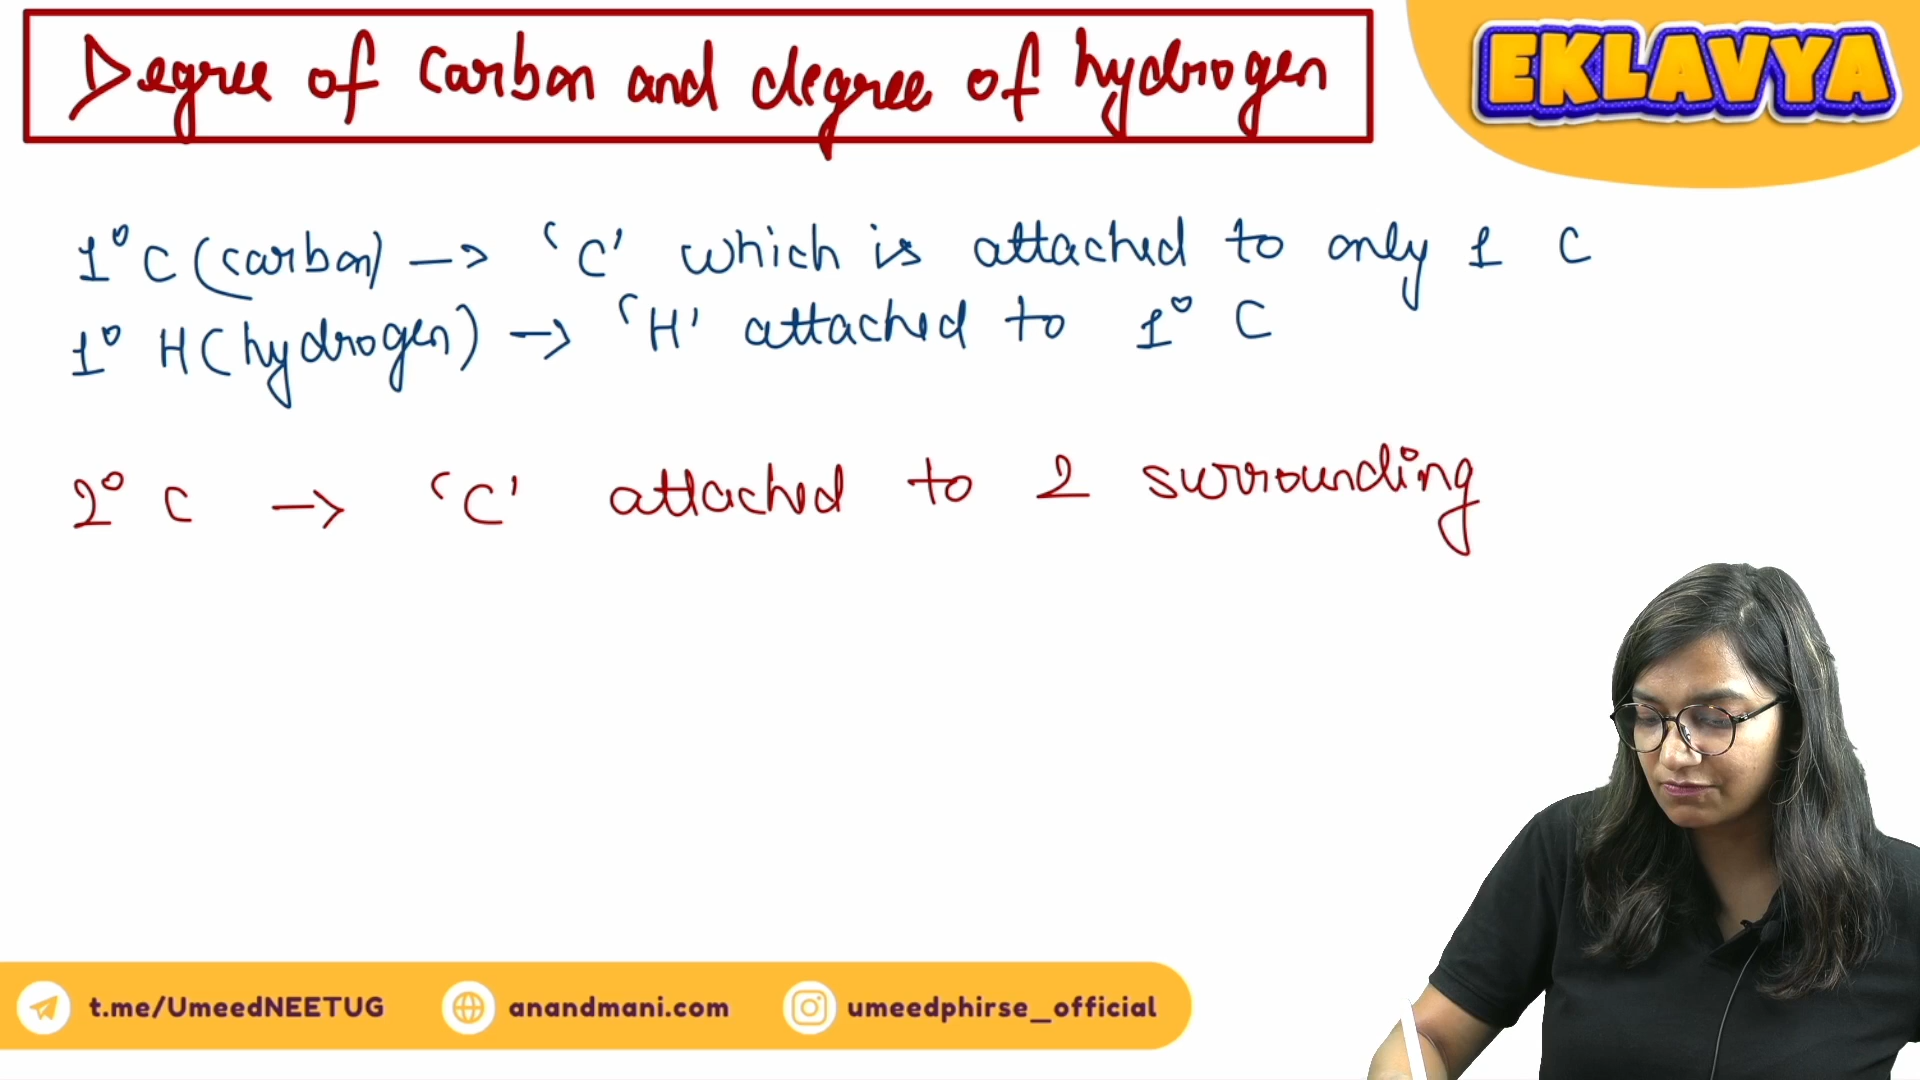 Degree of carbon and degree of hydrogen
EKLAVYA
1° C (carbon) -> 'C' which is attached to only 1 C
1° H (hydrogen) -> 'H' attached to 1° C
2° C -> 'C' attached to 2 surrounding
t.me/UmeedNEETUG
anandmani.com
umeedphirse_official